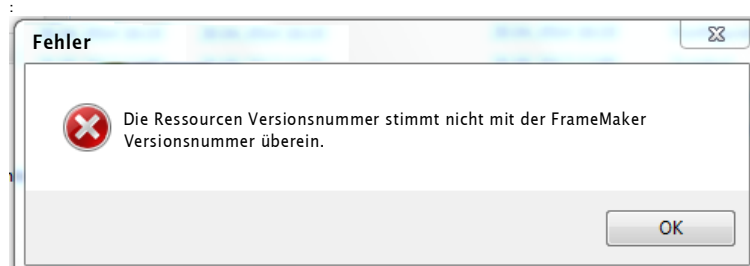 :
Fehler
Die Ressourcen Versionsnummer stimmt nicht mit der FrameMaker
Versionsnummer überein.
OK